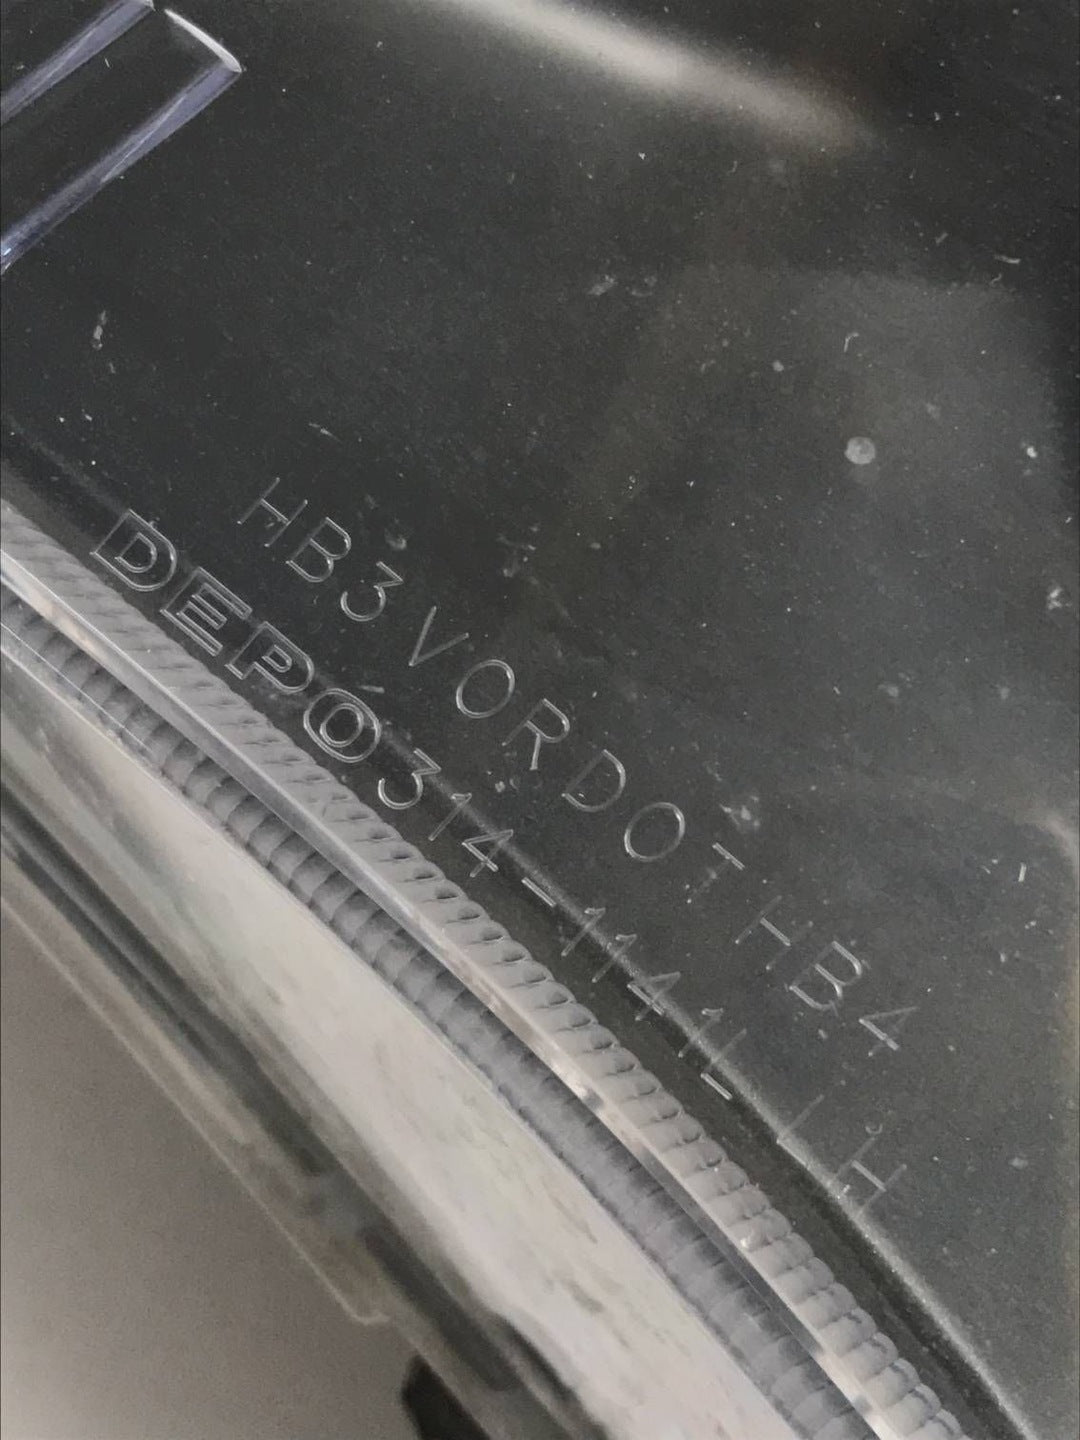 HB3 VOR DOT HB4
DEPO 314-1141L-LH